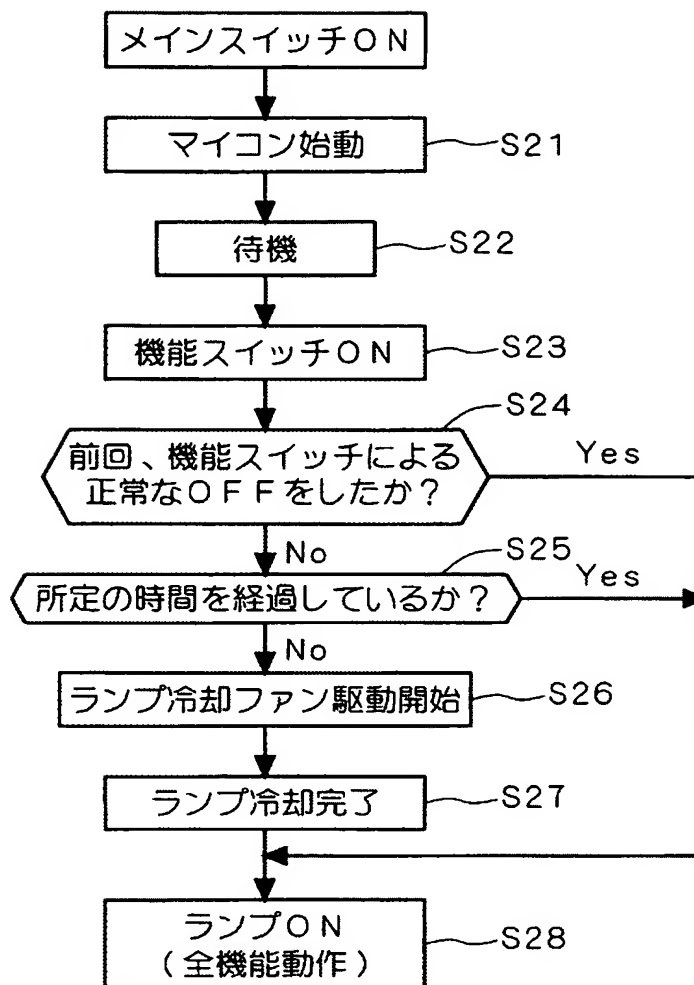 メインスイッチON
マイコン始動
S21
待機
S22
機能スイッチON
S23
S24
前回、機能スイッチによる
正常なOFFをしたか?
Yes
No
S25
所定の時間を経過しているか?
Yes
No
ランプ冷却ファン駆動開始
S26
ランプ冷却完了
S27
ランプON
(全機能動作)
S28